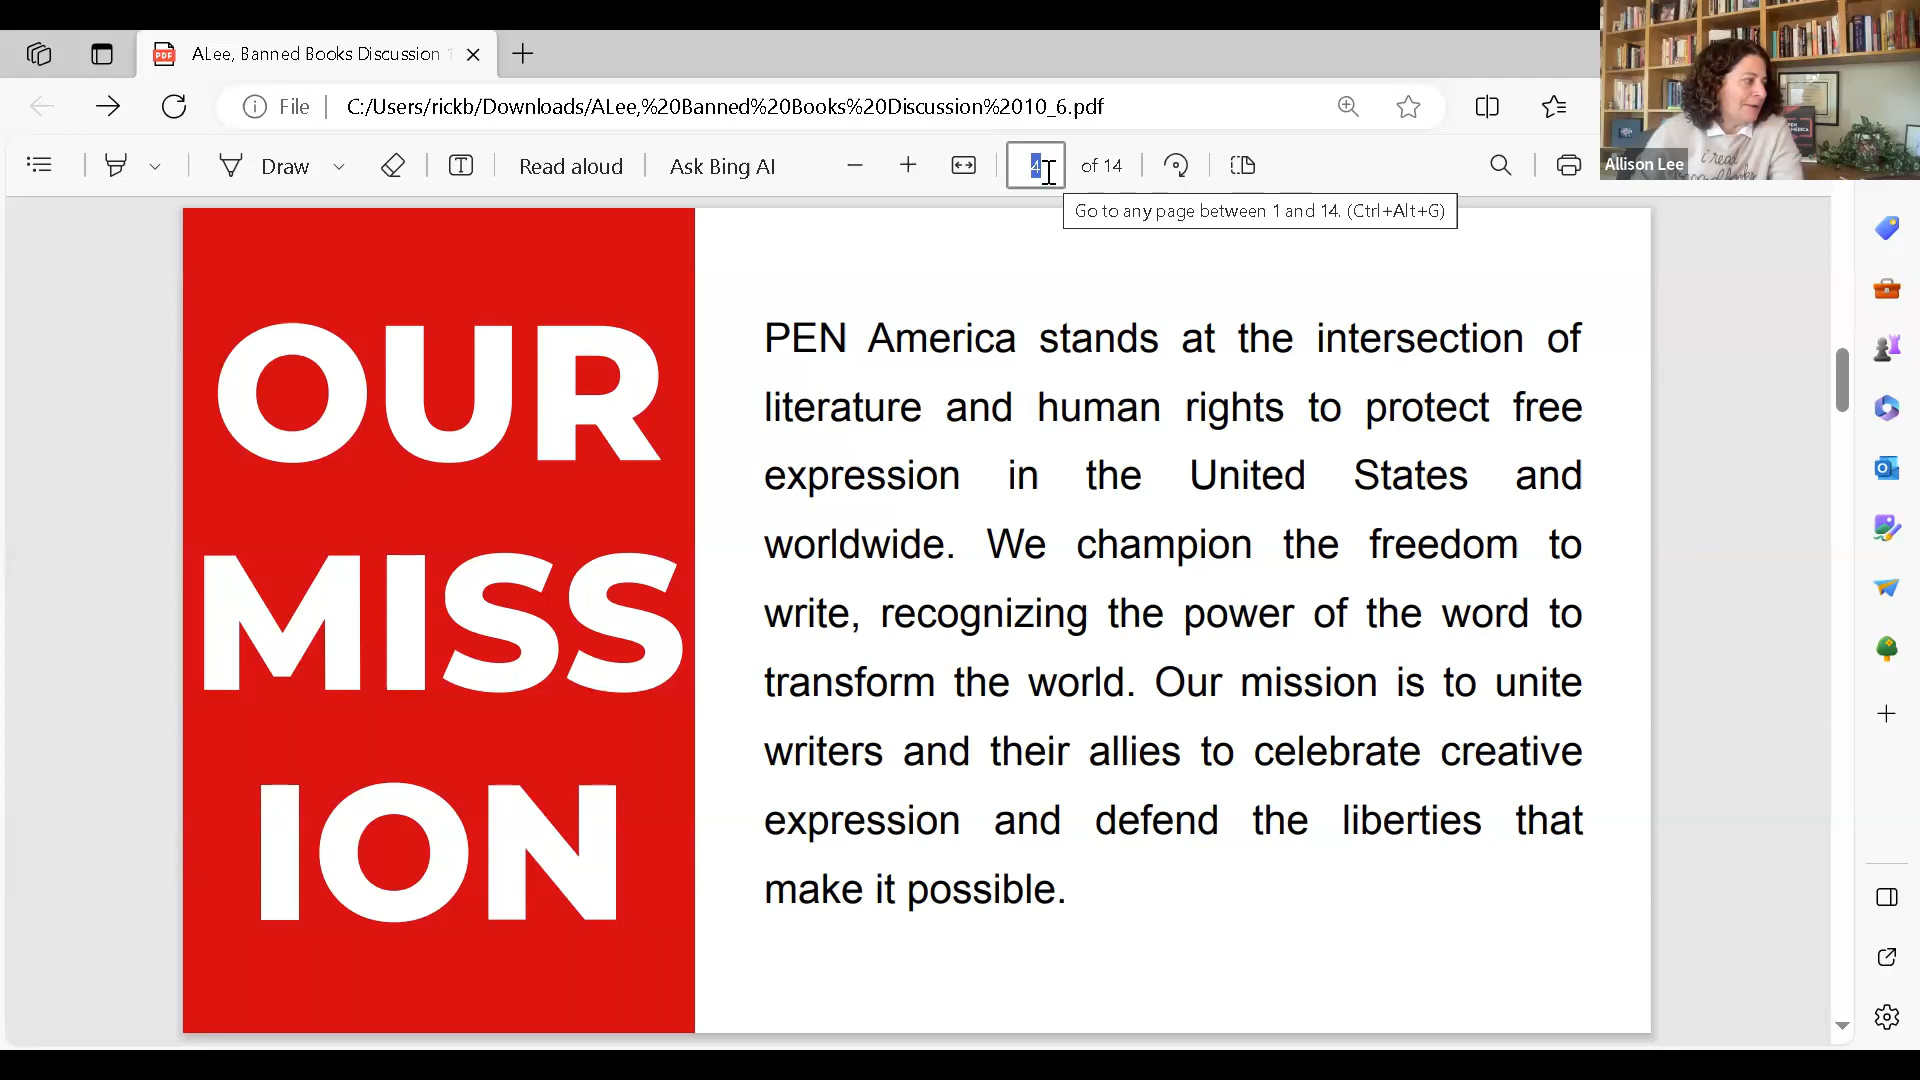 ALee, Banned Books Discussion 1
File
C:/Users/rickb/Downloads/ALee,%20Banned%20Books%20Discussion%2010_6.pdf
Draw
Read aloud
Ask Bing AI
4
of 14
Go to any page between 1 and 14. (Ctrl+Alt+G)
Allison Lee
i read
OUR
MISS
ION
PEN America stands at the intersection of
literature and human rights to protect free
expression in the United States and
worldwide. We champion the freedom to
write, recognizing the power of the word to
transform the world. Our mission is to unite
writers and their allies to celebrate creative
expression and defend the liberties that
make it possible.